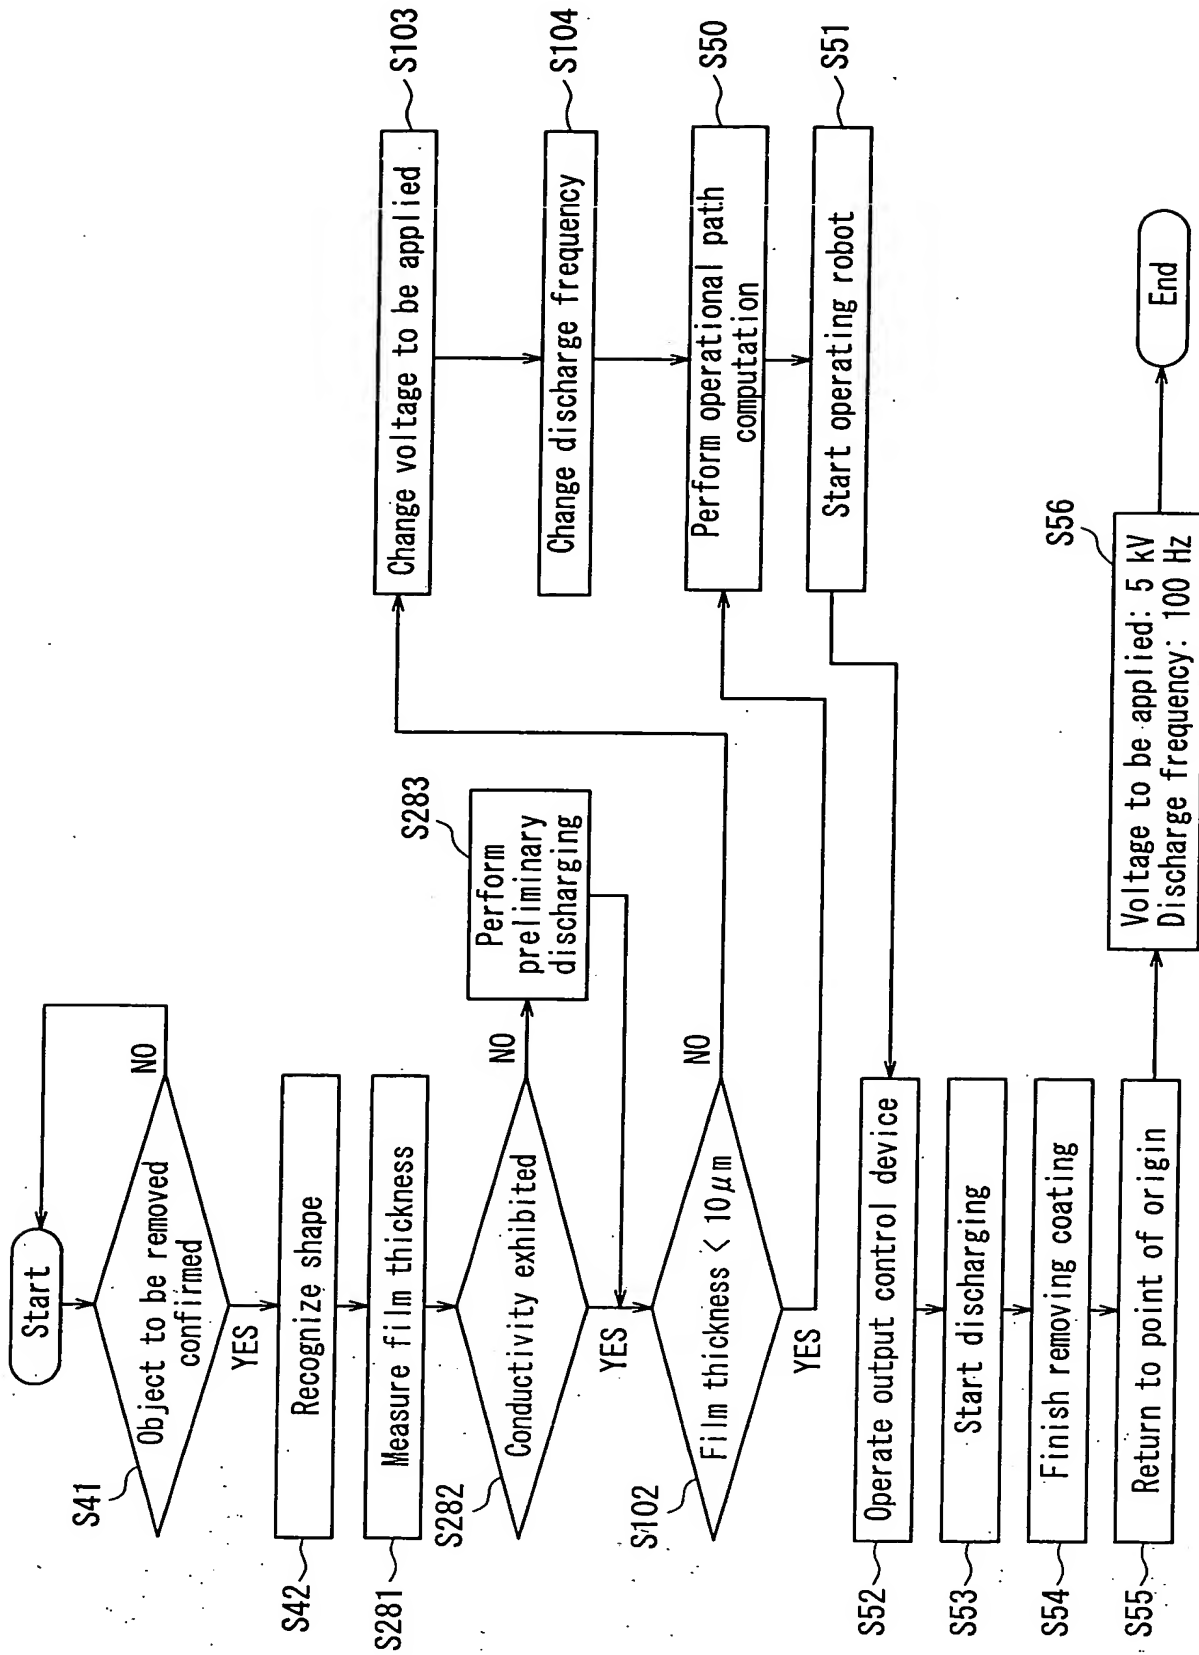 Start
Object to be removed
confirmed
S41
NO
YES
Recognize shape
S42
Measure film thickness
S281
Conductivity exhibited
S282
NO
YES
Perform
preliminary
discharging
S283
Film thickness < 10μm
S102
NO
YES
Change voltage to be applied
S103
Change discharge frequency
S104
Perform operational path
computation
S50
Start operating robot
S51
Operate output control device
S52
Start discharging
S53
Finish removing coating
S54
Return to point of origin
S55
Voltage to be applied: 5 kV
Discharge frequency: 100 Hz
S56
End